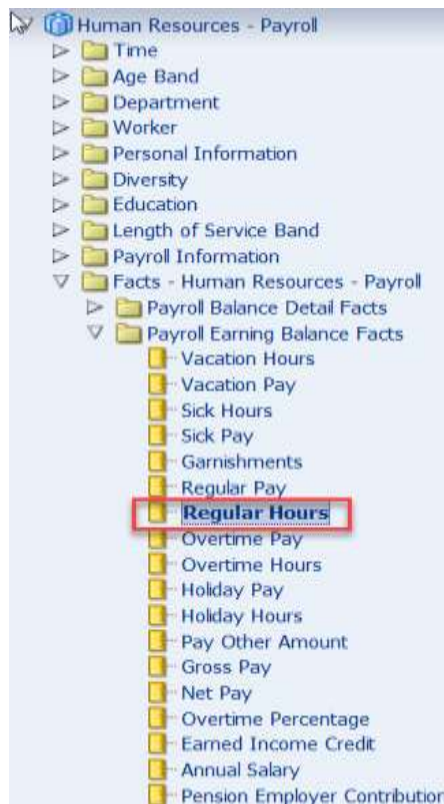 Human Resources - Payroll
Time
Age Band
Department
Worker
Personal Information
Diversity
Education
Length of Service Band
Payroll Information
Facts - Human Resources - Payroll
Payroll Balance Detail Facts
Payroll Earning Balance Facts
Vacation Hours
Vacation Pay
Sick Hours
Sick Pay
Garnishments
Regular Pay
Regular Hours
Overtime Pay
Overtime Hours
Holiday Pay
Holiday Hours
Pay Other Amount
Gross Pay
Net Pay
Overtime Percentage
Earned Income Credit
Annual Salary
Pension Employer Contribution